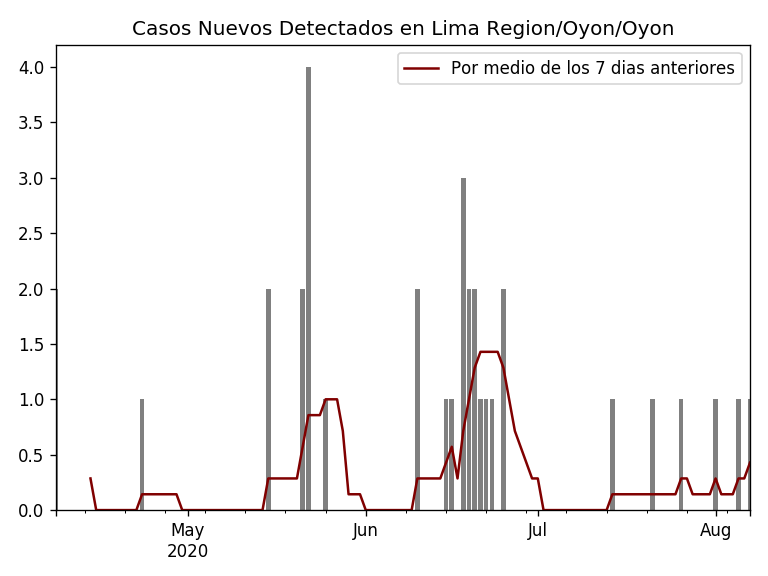 Casos Nuevos Detectados en Lima Region/Oyon/Oyon
Por medio de los 7 dias anteriores
4.0
3.5
3.0
2.5
2.0
1.5
1.0
0.5
0.0
May
2020
Jun
Jul
Aug